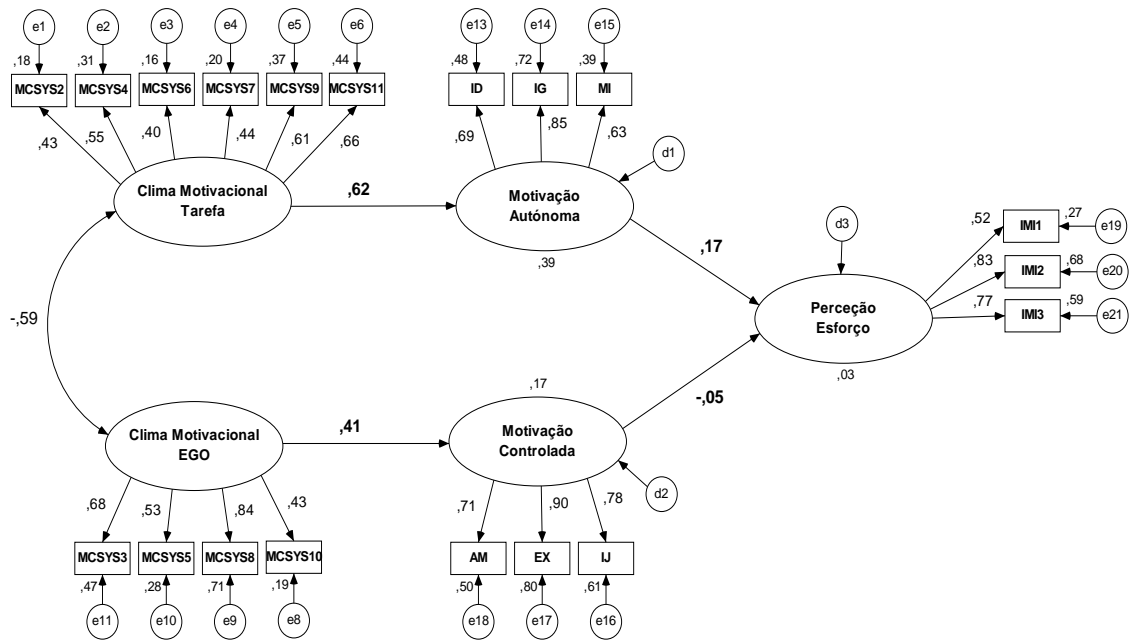 e1 e2 e3 e4 e5 e6 e13 e14 e15
,18 ,31 ,16 ,20 ,37 ,44 ,48 ,72 ,39
MCSYS2 MCSYS4 MCSYS6 MCSYS7 MCSYS9 MCSYS11 ID IG MI
,43 ,55 ,40 ,44 ,61 ,66 ,69 ,85 ,63
d1
Clima Motivacional
Tarefa
,62
Motivação
Autónoma
,39
,17
d3
,52 IMI1 ,27 e19
,83 IMI2 ,68 e20
,77 IMI3 ,59 e21
Perceção
Esforço
,03
-,59
-,05
,17
Clima Motivacional
EGO
,41
Motivação
Controlada
d2
,68 ,53 ,84 ,43 ,71 ,90 ,78
MCSYS3 MCSYS5 MCSYS8 MCSYS10 AM EX IJ
,47 ,28 ,71 ,19 ,50 ,80 ,61
e11 e10 e9 e8 e18 e17 e16